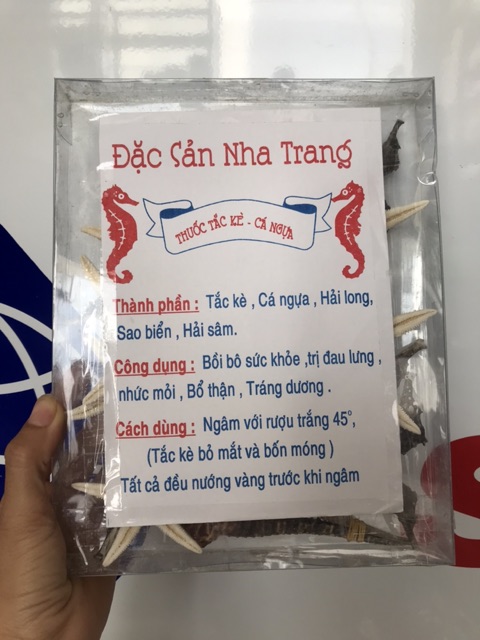 Đặc Sản Nha Trang
THUỐC TẮC KÈ - CÁ NGỰA
Thành phần : Tắc kè , Cá ngựa , Hải long,
Sao biển , Hải sâm.
Công dụng : Bồi bô sức khỏe ,trị đau lưng ,
nhức mỏi , Bổ thận , Tráng dương .
Cách dùng : Ngâm với rượu trắng 45°,
(Tắc kè bỏ mắt và bốn móng )
Tất cả đều nướng vàng trước khi ngâm
S